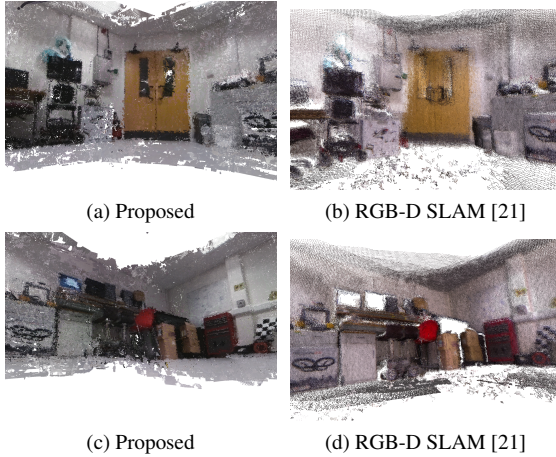 (a) Proposed
(b) RGB-D SLAM [21]
(c) Proposed
(d) RGB-D SLAM [21]